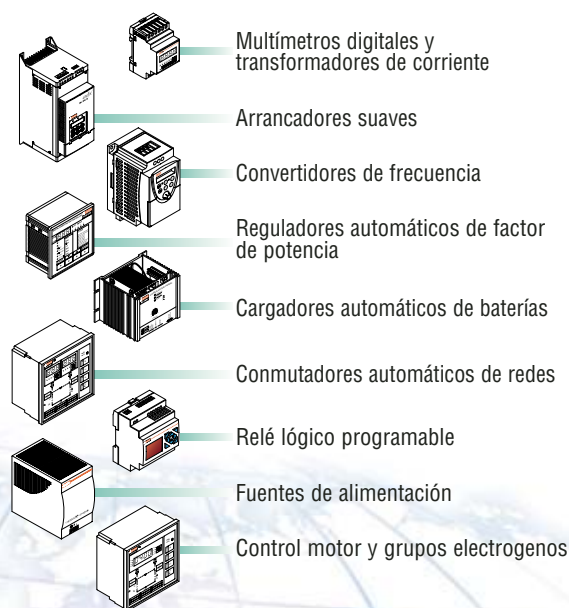 Multímetros digitales y
transformadores de corriente
Arrancadores suaves
Convertidores de frecuencia
Reguladores automáticos de factor
de potencia
Cargadores automáticos de baterías
Conmutadores automáticos de redes
Relé lógico programable
Fuentes de alimentación
Control motor y grupos electrogenos